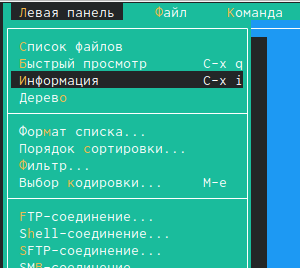 Левая панель Файл Команда
Список файлов
Быстрый просмотр C-x q
Информация C-x i
Дерево
Формат списка...
Порядок сортировки...
Фильтр...
Выбор кодировки... M-e
FTP-соединение...
Shell-соединение...
SFTP-соединение...
SMB-соединение...